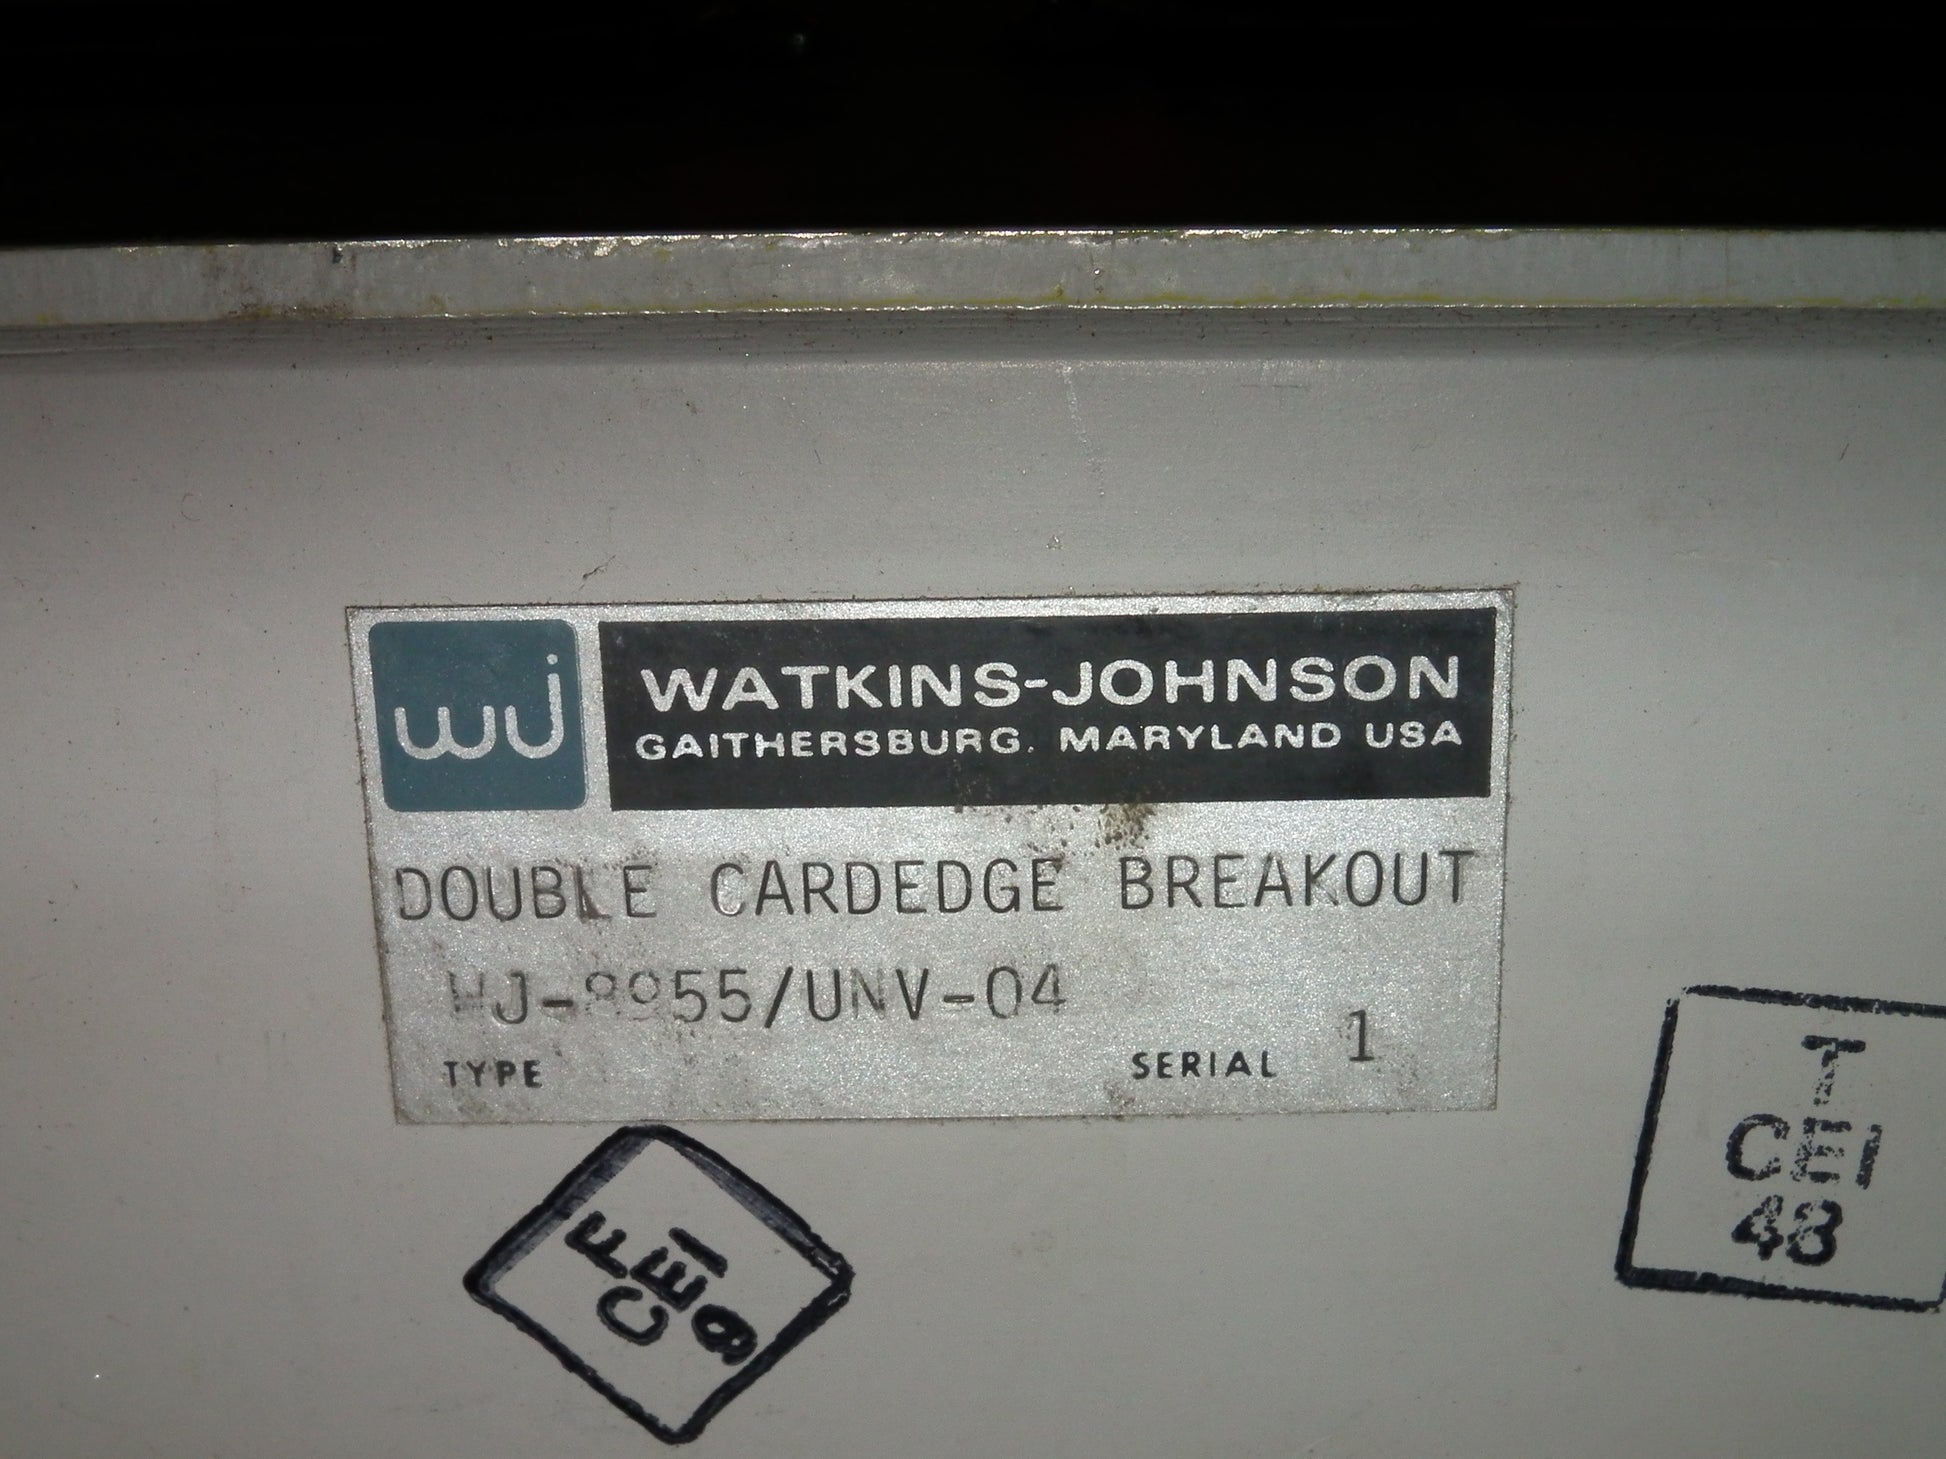 wj
WATKINS-JOHNSON
GAITHERSBURG, MARYLAND USA
DOUBLE CARDEDGE BREAKOUT
WJ-8955/UNV-04
TYPE
SERIAL 1
F
CEI
9
T
CEI
48